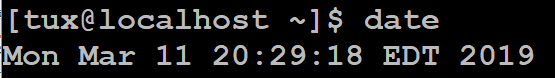 [tux@localhost ~]$ date
Mon Mar 11 20:29:18 EDT 2019